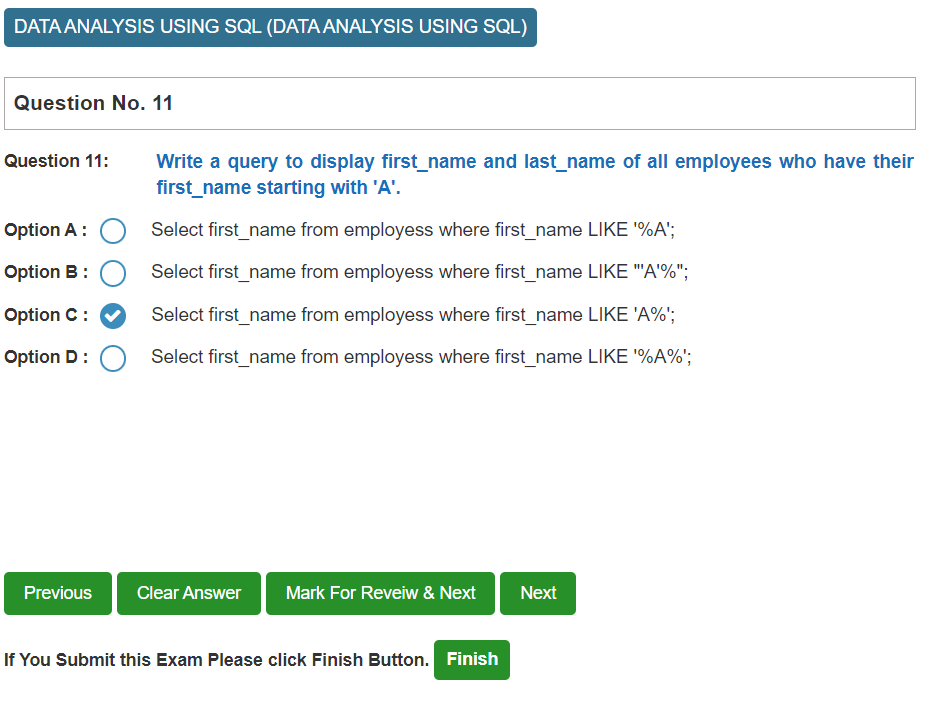 DATA ANALYSIS USING SQL (DATA ANALYSIS USING SQL)
Question No. 11
Question 11: Write a query to display first_name and last_name of all employees who have their
first_name starting with 'A'.
Option A : Select first_name from employess where first_name LIKE '%A';
Option B : Select first_name from employess where first_name LIKE "'A'%";
Option C : Select first_name from employess where first_name LIKE 'A%';
Option D : Select first_name from employess where first_name LIKE '%A%';
Previous Clear Answer Mark For Reveiw & Next Next
If You Submit this Exam Please click Finish Button. Finish